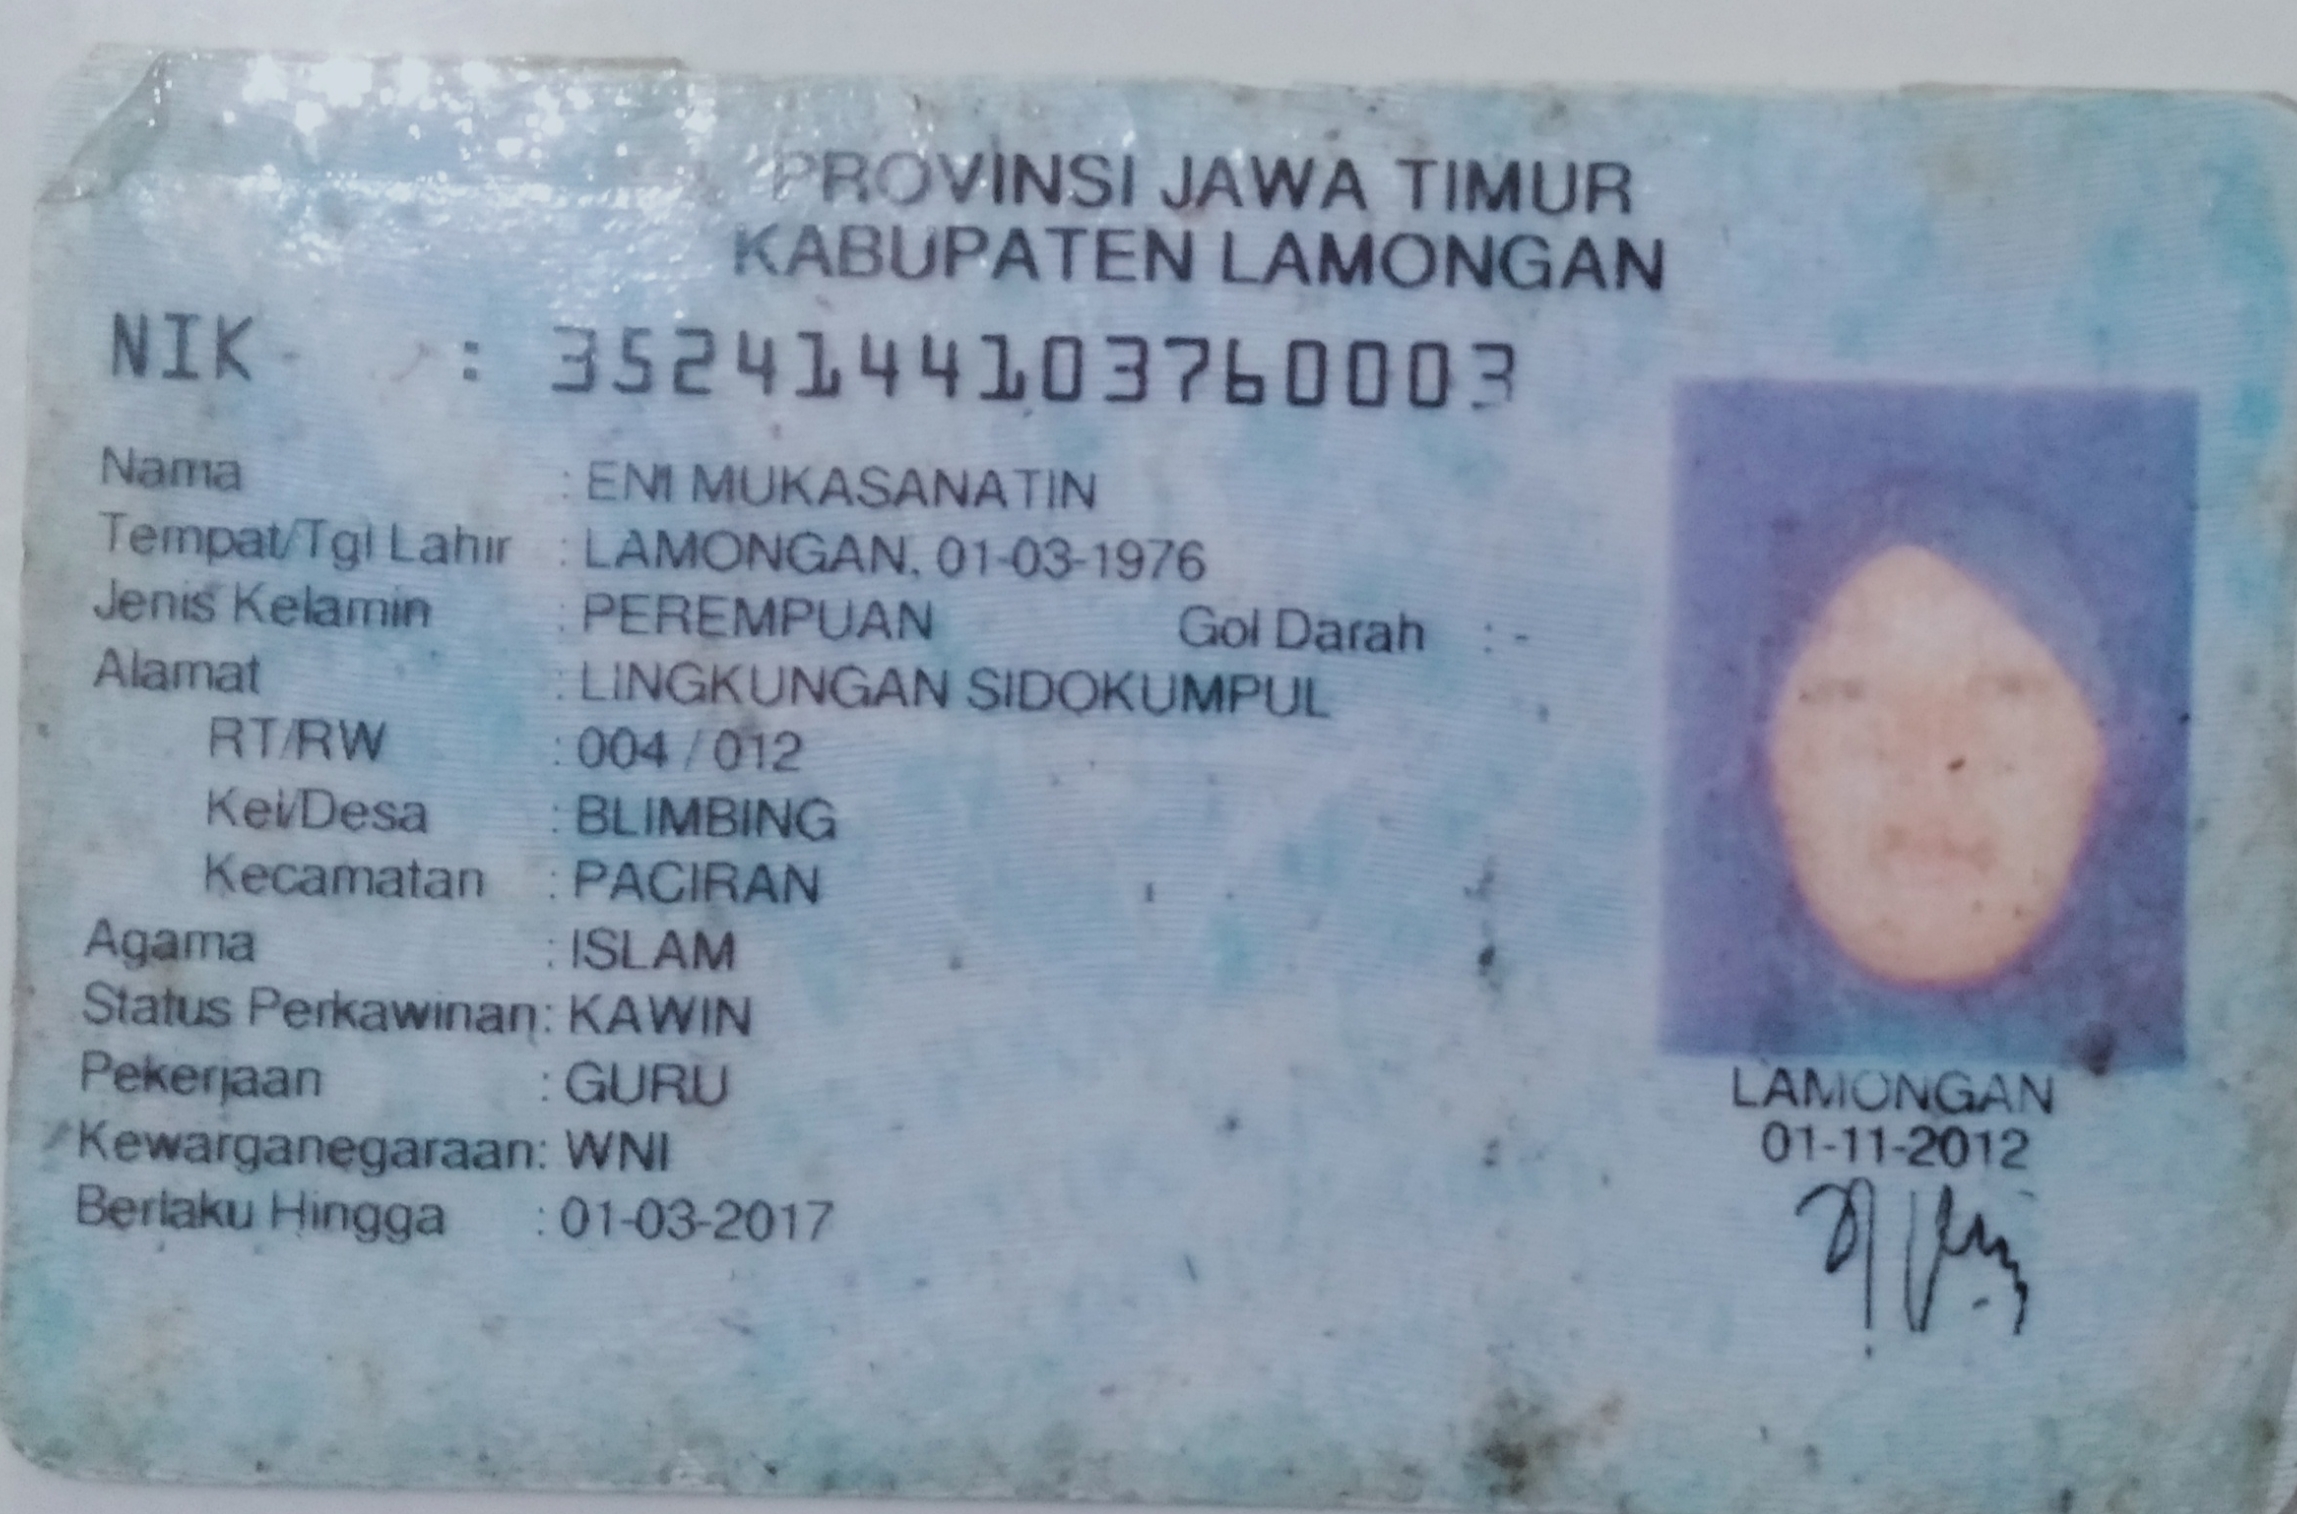 PROVINSI JAWA TIMUR
KABUPATEN LAMONGAN
NIK : 3524144103760003
Nama : ENI MUKASANATIN
Tempat/Tgl Lahir : LAMONGAN, 01-03-1976
Jenis Kelamin : PEREMPUAN Gol Darah : -
Alamat : LINGKUNGAN SIDOKUMPUL
RT/RW : 004 / 012
Kel/Desa : BLIMBING
Kecamatan : PACIRAN
Agama : ISLAM
Status Perkawinan: KAWIN
Pekerjaan : GURU
Kewarganegaraan: WNI
Berlaku Hingga : 01-03-2017
LAMONGAN
01-11-2012